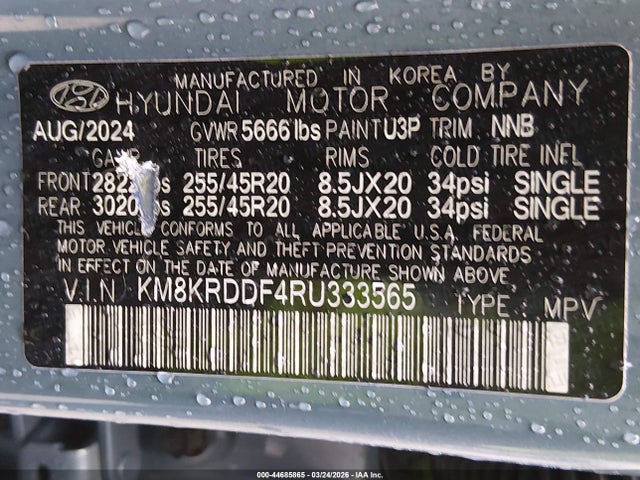 MANUFACTURED IN KOREA BY
HYUNDAI MOTOR COMPANY
AUG/2024 GVWR 5666 lbs PAINT U3P TRIM NNB
TIRES RIMS COLD TIRE INFL
FRONT 255/45R20 8.5JX20 34psi SINGLE
REAR 3020 lbs 255/45R20 8.5JX20 34psi SINGLE
THIS VEHICLE CONFORMS TO ALL APPLICABLE U.S.A. FEDERAL
MOTOR VEHICLE SAFETY AND THEFT PREVENTION STANDARDS
IN EFFECT ON THE DATE OF MANUFACTURE SHOWN ABOVE.
V.I.N KM8KRDDF4RU333565 TYPE : MPV
000-44685865 - 03/24/2026 - IAA Inc.